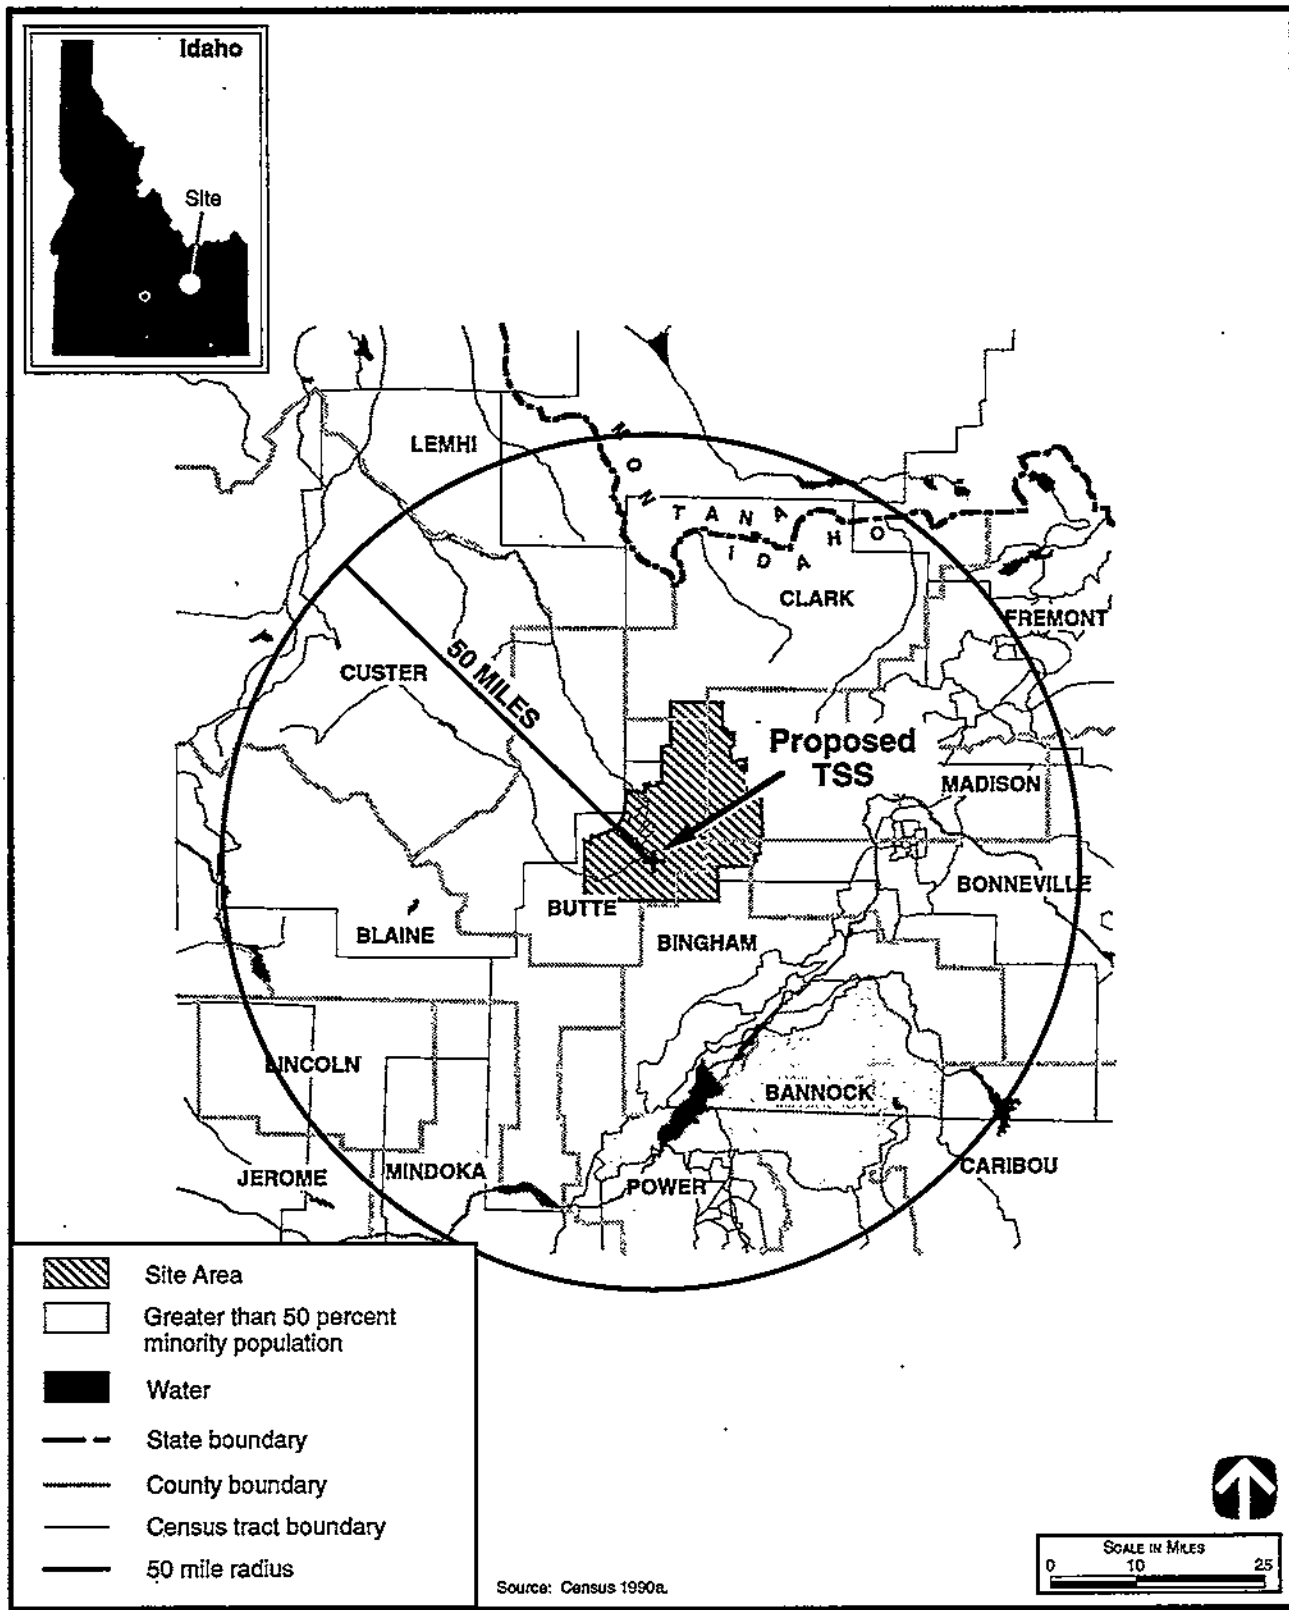 Idaho
Site
LEMHI
MONTANA
IDAHO
CLARK
FREMONT
CUSTER
50 MILES
Proposed
TSS
MADISON
BONNEVILLE
BUTTE
BLAINE
BINGHAM
LINCOLN
BANNOCK
JEROME
MINDOKA
POWER
CARIBOU
Site Area
Greater than 50 percent
minority population
Water
State boundary
County boundary
Census tract boundary
50 mile radius
Source: Census 1990a.
SCALE IN MILES
0 10 25